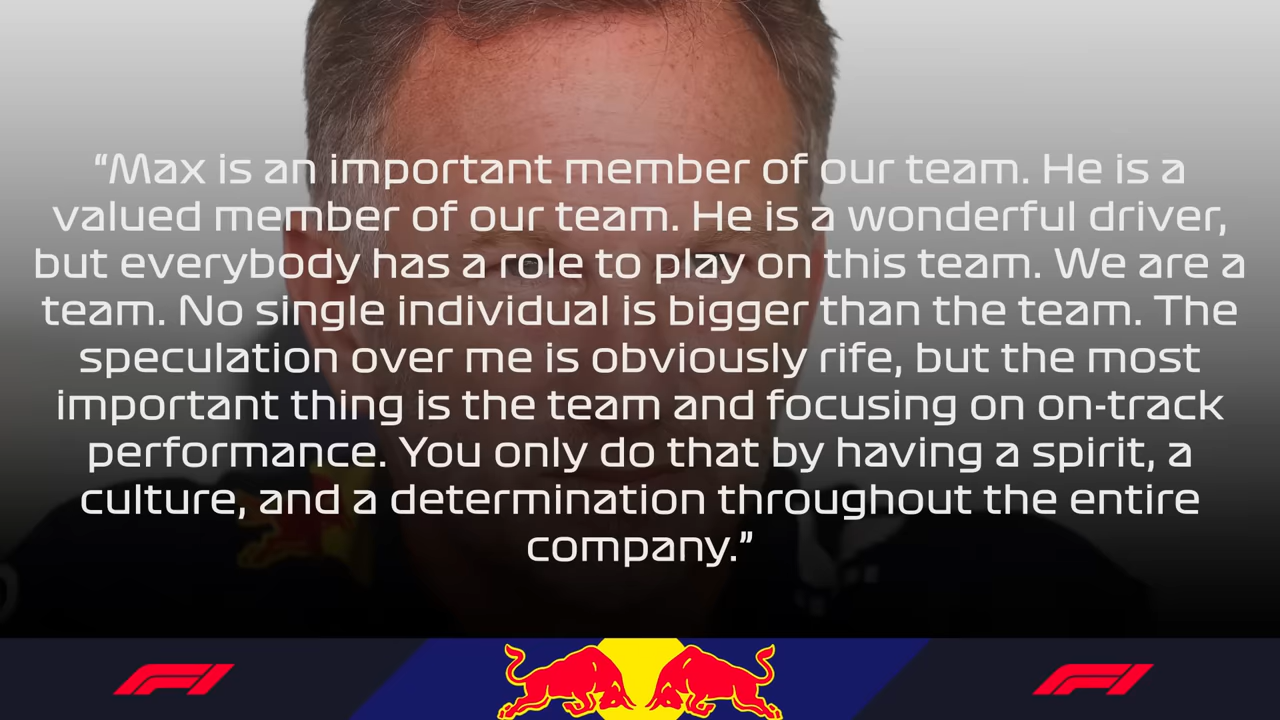 “Max is an important member of our team. He is a
valued member of our team. He is a wonderful driver,
but everybody has a role to play on this team. We are a
team. No single individual is bigger than the team. The
speculation over me is obviously rife, but the most
important thing is the team and focusing on on-track
performance. You only do that by having a spirit, a
culture, and a determination throughout the entire
company.”
F1
F1